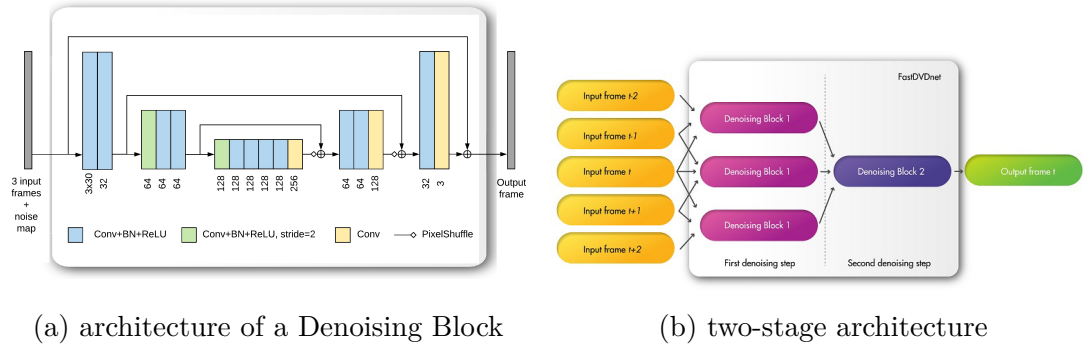 3 input
frames
+
noise
map
3x30
32
64
64
64
128
128
128
128
128
256
64
64
128
32
3
Output
frame
Conv+BN+ReLU
Conv+BN+ReLU, stride=2
Conv
PixelShuffle
(a) architecture of a Denoising Block
FastDVDnet
Input frame t-2
Input frame t-1
Input frame t
Input frame t+1
Input frame t+2
Denoising Block 1
Denoising Block 1
Denoising Block 1
Denoising Block 2
Output frame t
First denoising step
Second denoising step
(b) two-stage architecture